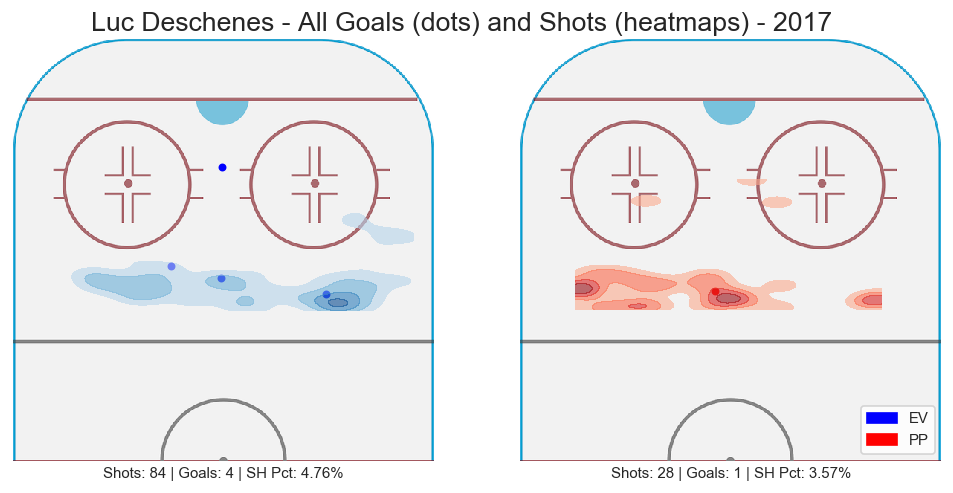 Luc Deschenes - All Goals (dots) and Shots (heatmaps) - 2017
EV
PP
Shots: 84 | Goals: 4 | SH Pct: 4.76%
Shots: 28 | Goals: 1 | SH Pct: 3.57%